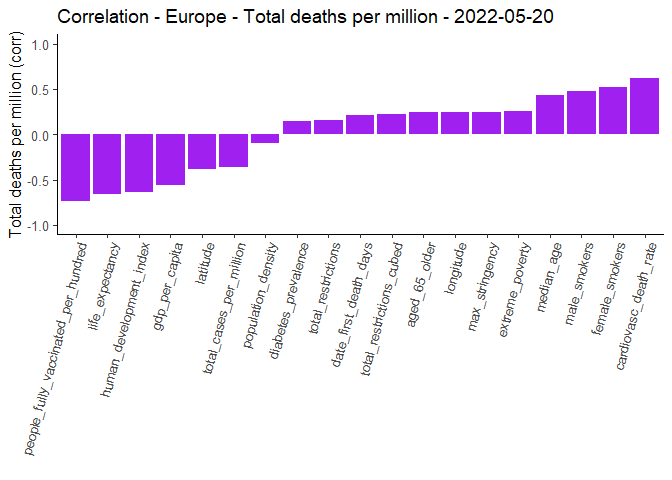 Correlation - Europe - Total deaths per million - 2022-05-20
Total deaths per million (corr)
1.0
0.5
0.0
-0.5
-1.0
people_fully_vaccinated_per_hundred
life_expectancy
human_development_index
gdp_per_capita
latitude
total_cases_per_million
population_density
diabetes_prevalence
total_restrictions
date_first_death_days
total_restrictions_cubed
aged_65_older
longitude
max_stringency
extreme_poverty
median_age
male_smokers
female_smokers
cardiovasc_death_rate